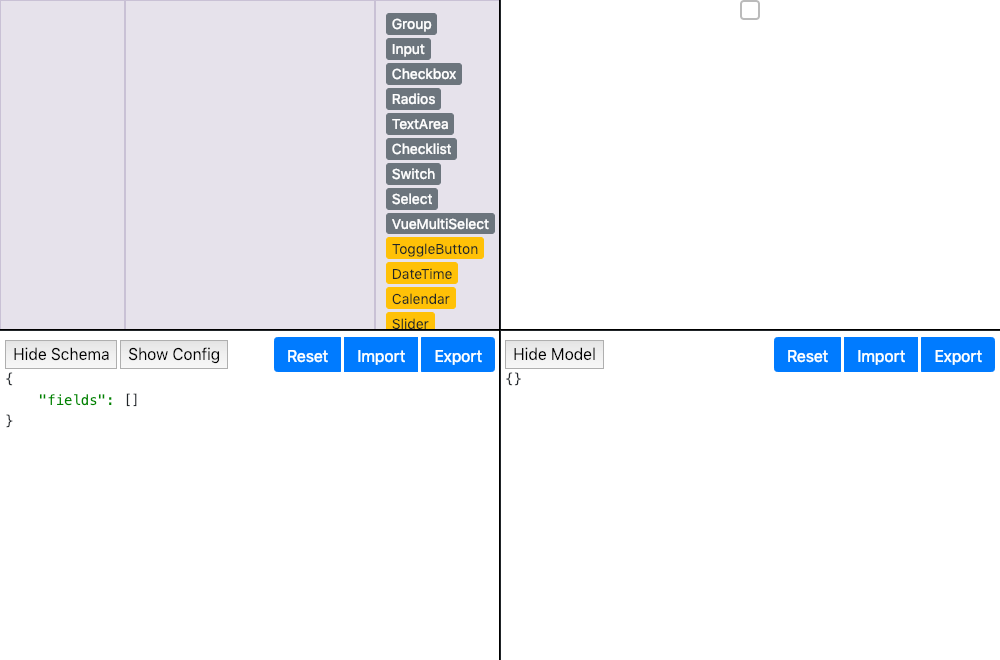 Group
Input
Checkbox
Radios
TextArea
Checklist
Switch
Select
VueMultiSelect
ToggleButton
DateTime
Calendar
Slider
Hide Schema Show Config Reset Import Export
{
    "fields": []
}
Hide Model Reset Import Export
{}